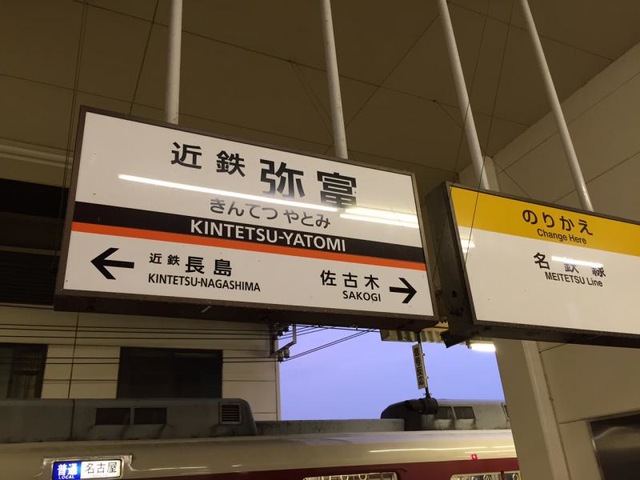 近鉄 弥富
きんてつ やとみ
KINTETSU-YATOMI
近鉄 長島
KINTETSU-NAGASHIMA
佐古木
SAKOGI
のりかえ
Change Here
名鉄線
MEITETSU Line
普通
LOCAL
名古屋